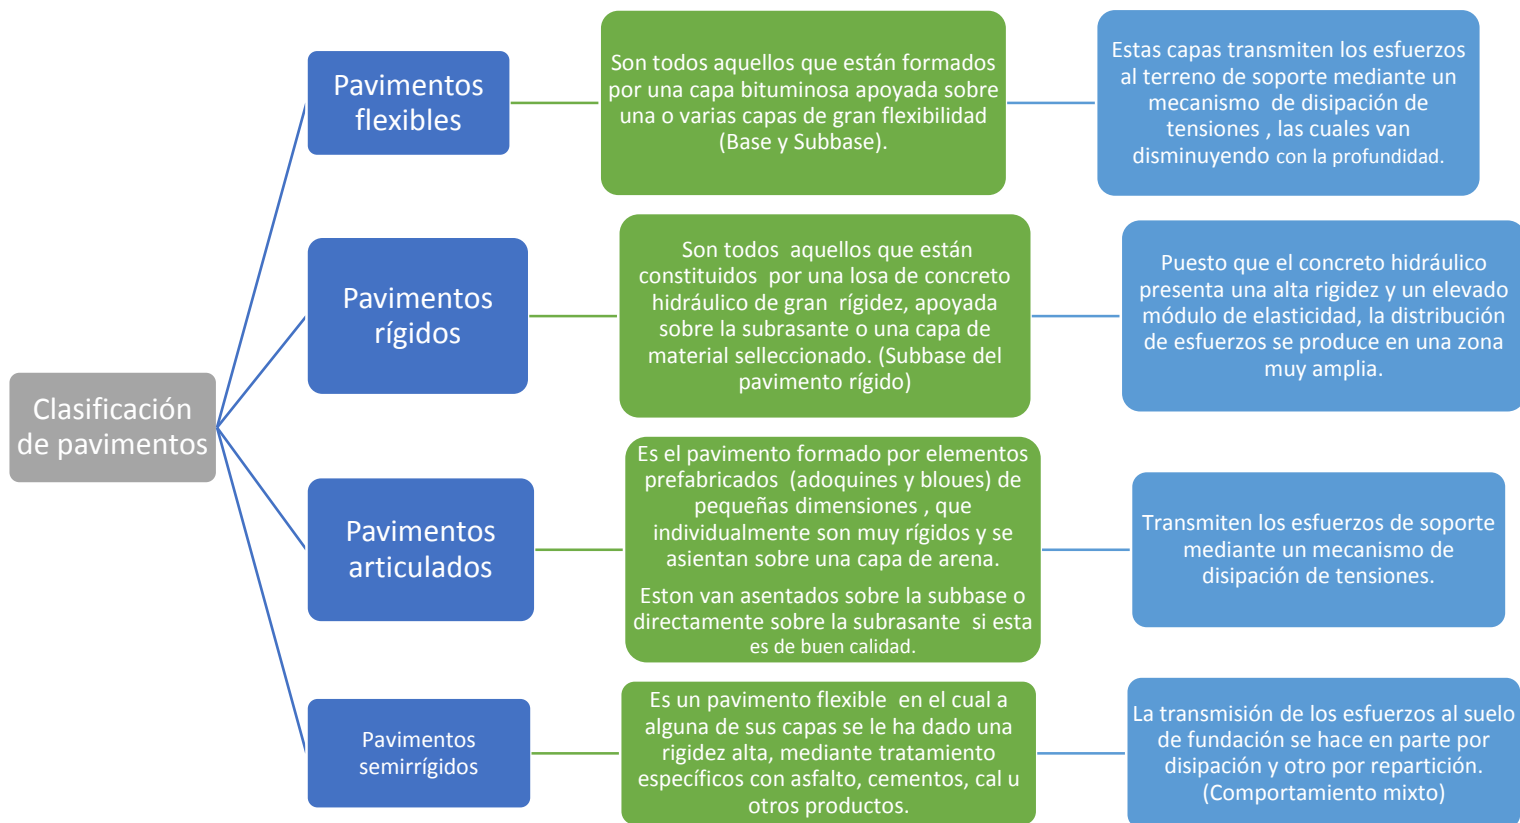 Clasificación
de pavimentos
Pavimentos
flexibles
Son todos aquellos que están formados
por una capa bituminosa apoyada sobre
una o varias capas de gran flexibilidad
(Base y Subbase).
Estas capas transmiten los esfuerzos
al terreno de soporte mediante un
mecanismo de disipación de
tensiones , las cuales van
disminuyendo con la profundidad.
Pavimentos
rígidos
Son todos aquellos que están
constituidos por una losa de concreto
hidráulico de gran rígidez, apoyada
sobre la subrasante o una capa de
material selleccionado. (Subbase del
pavimento rígido)
Puesto que el concreto hidráulico
presenta una alta rigidez y un elevado
módulo de elasticidad, la distribución
de esfuerzos se produce en una zona
muy amplia.
Pavimentos
articulados
Es el pavimento formado por elementos
prefabricados (adoquines y bloues) de
pequeñas dimensiones , que
individualmente son muy rígidos y se
asientan sobre una capa de arena.
Eston van asentados sobre la subbase o
directamente sobre la subrasante si esta
es de buen calidad.
Transmiten los esfuerzos de soporte
mediante un mecanismo de
disipación de tensiones.
Pavimentos
semirrígidos
Es un pavimento flexible en el cual a
alguna de sus capas se le ha dado una
rigidez alta, mediante tratamiento
específicos con asfalto, cementos, cal u
otros productos.
La transmisión de los esfuerzos al suelo
de fundación se hace en parte por
disipación y otro por repartición.
(Comportamiento mixto)